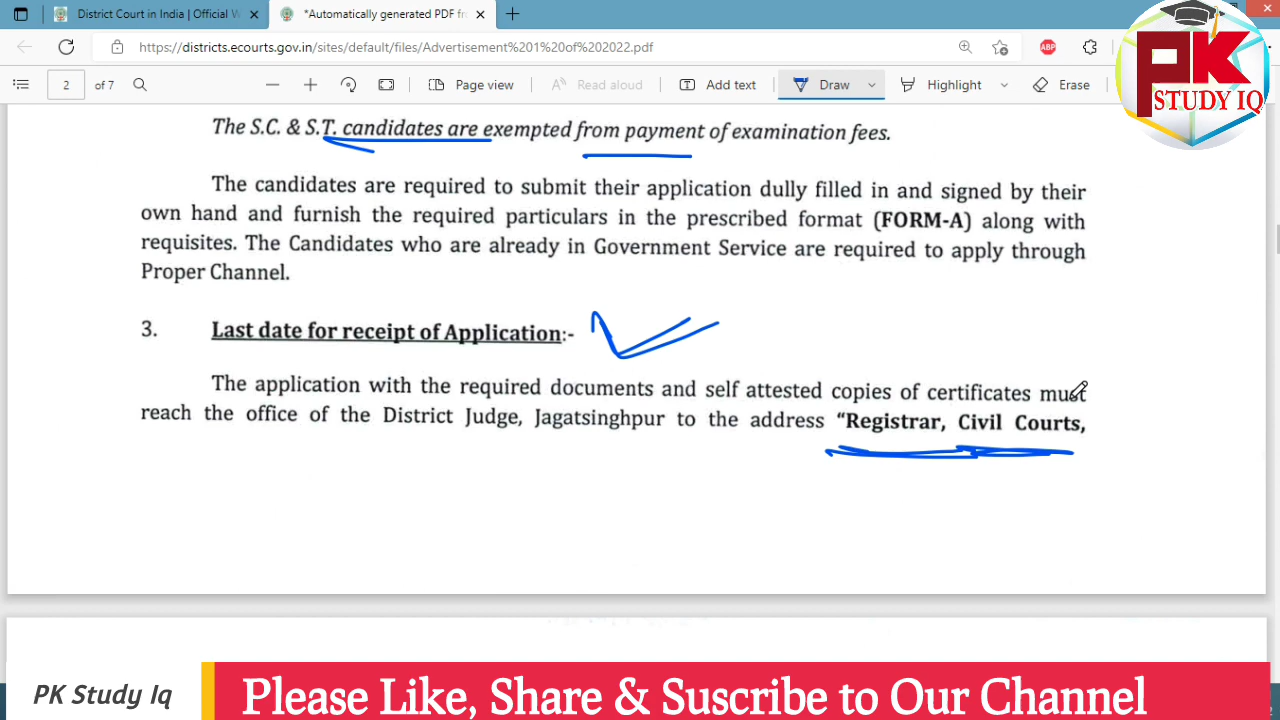 District Court in India | Official W
*Automatically generated PDF fr
https://districts.ecourts.gov.in/sites/default/files/Advertisement%201%20of%202022.pdf
ABP
2 of 7
Page view
Read aloud
Add text
Draw
Highlight
Erase
PK
STUDY IQ
The S.C. & S.T. candidates are exempted from payment of examination fees.
The candidates are required to submit their application dully filled in and signed by their
own hand and furnish the required particulars in the prescribed format (FORM-A) along with
requisites. The Candidates who are already in Government Service are required to apply through
Proper Channel.
3. Last date for receipt of Application:-
The application with the required documents and self attested copies of certificates must
reach the office of the District Judge, Jagatsinghpur to the address “Registrar, Civil Courts,
PK Study Iq
Please Like, Share & Suscribe to Our Channel